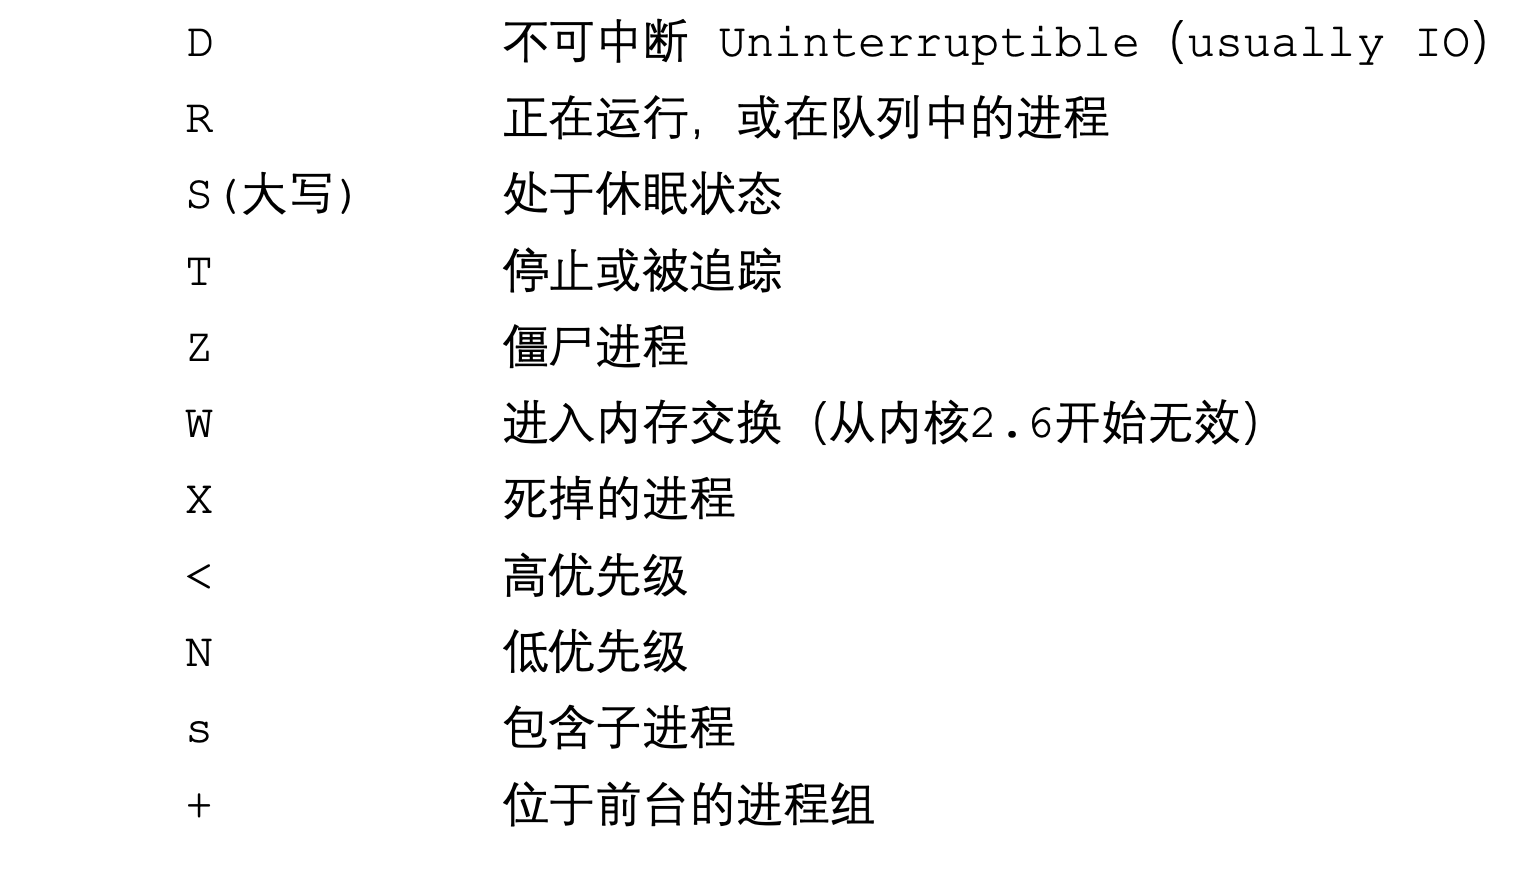 D 不可中断 Uninterruptible（usually IO）
R 正在运行，或在队列中的进程
S(大写) 处于休眠状态
T 停止或被追踪
Z 僵尸进程
W 进入内存交换（从内核2.6开始无效）
X 死掉的进程
< 高优先级
N 低优先级
s 包含子进程
+ 位于前台的进程组